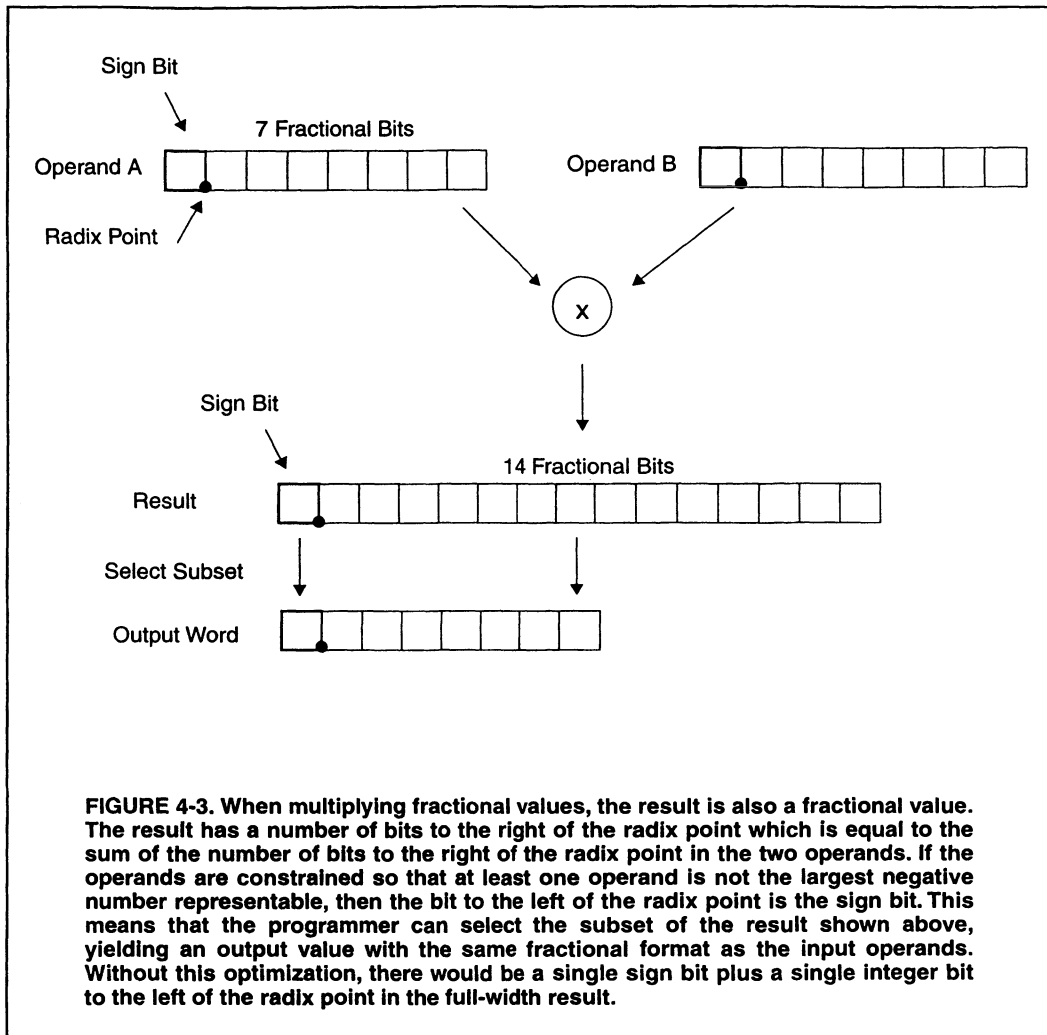 Sign Bit
7 Fractional Bits
Operand A
Operand B
Radix Point
x
Sign Bit
14 Fractional Bits
Result
Select Subset
Output Word
FIGURE 4-3. When multiplying fractional values, the result is also a fractional value.
The result has a number of bits to the right of the radix point which is equal to the
sum of the number of bits to the right of the radix point in the two operands. If the
operands are constrained so that at least one operand is not the largest negative
number representable, then the bit to the left of the radix point is the sign bit. This
means that the programmer can select the subset of the result shown above,
yielding an output value with the same fractional format as the input operands.
Without this optimization, there would be a single sign bit plus a single integer bit
to the left of the radix point in the full-width result.